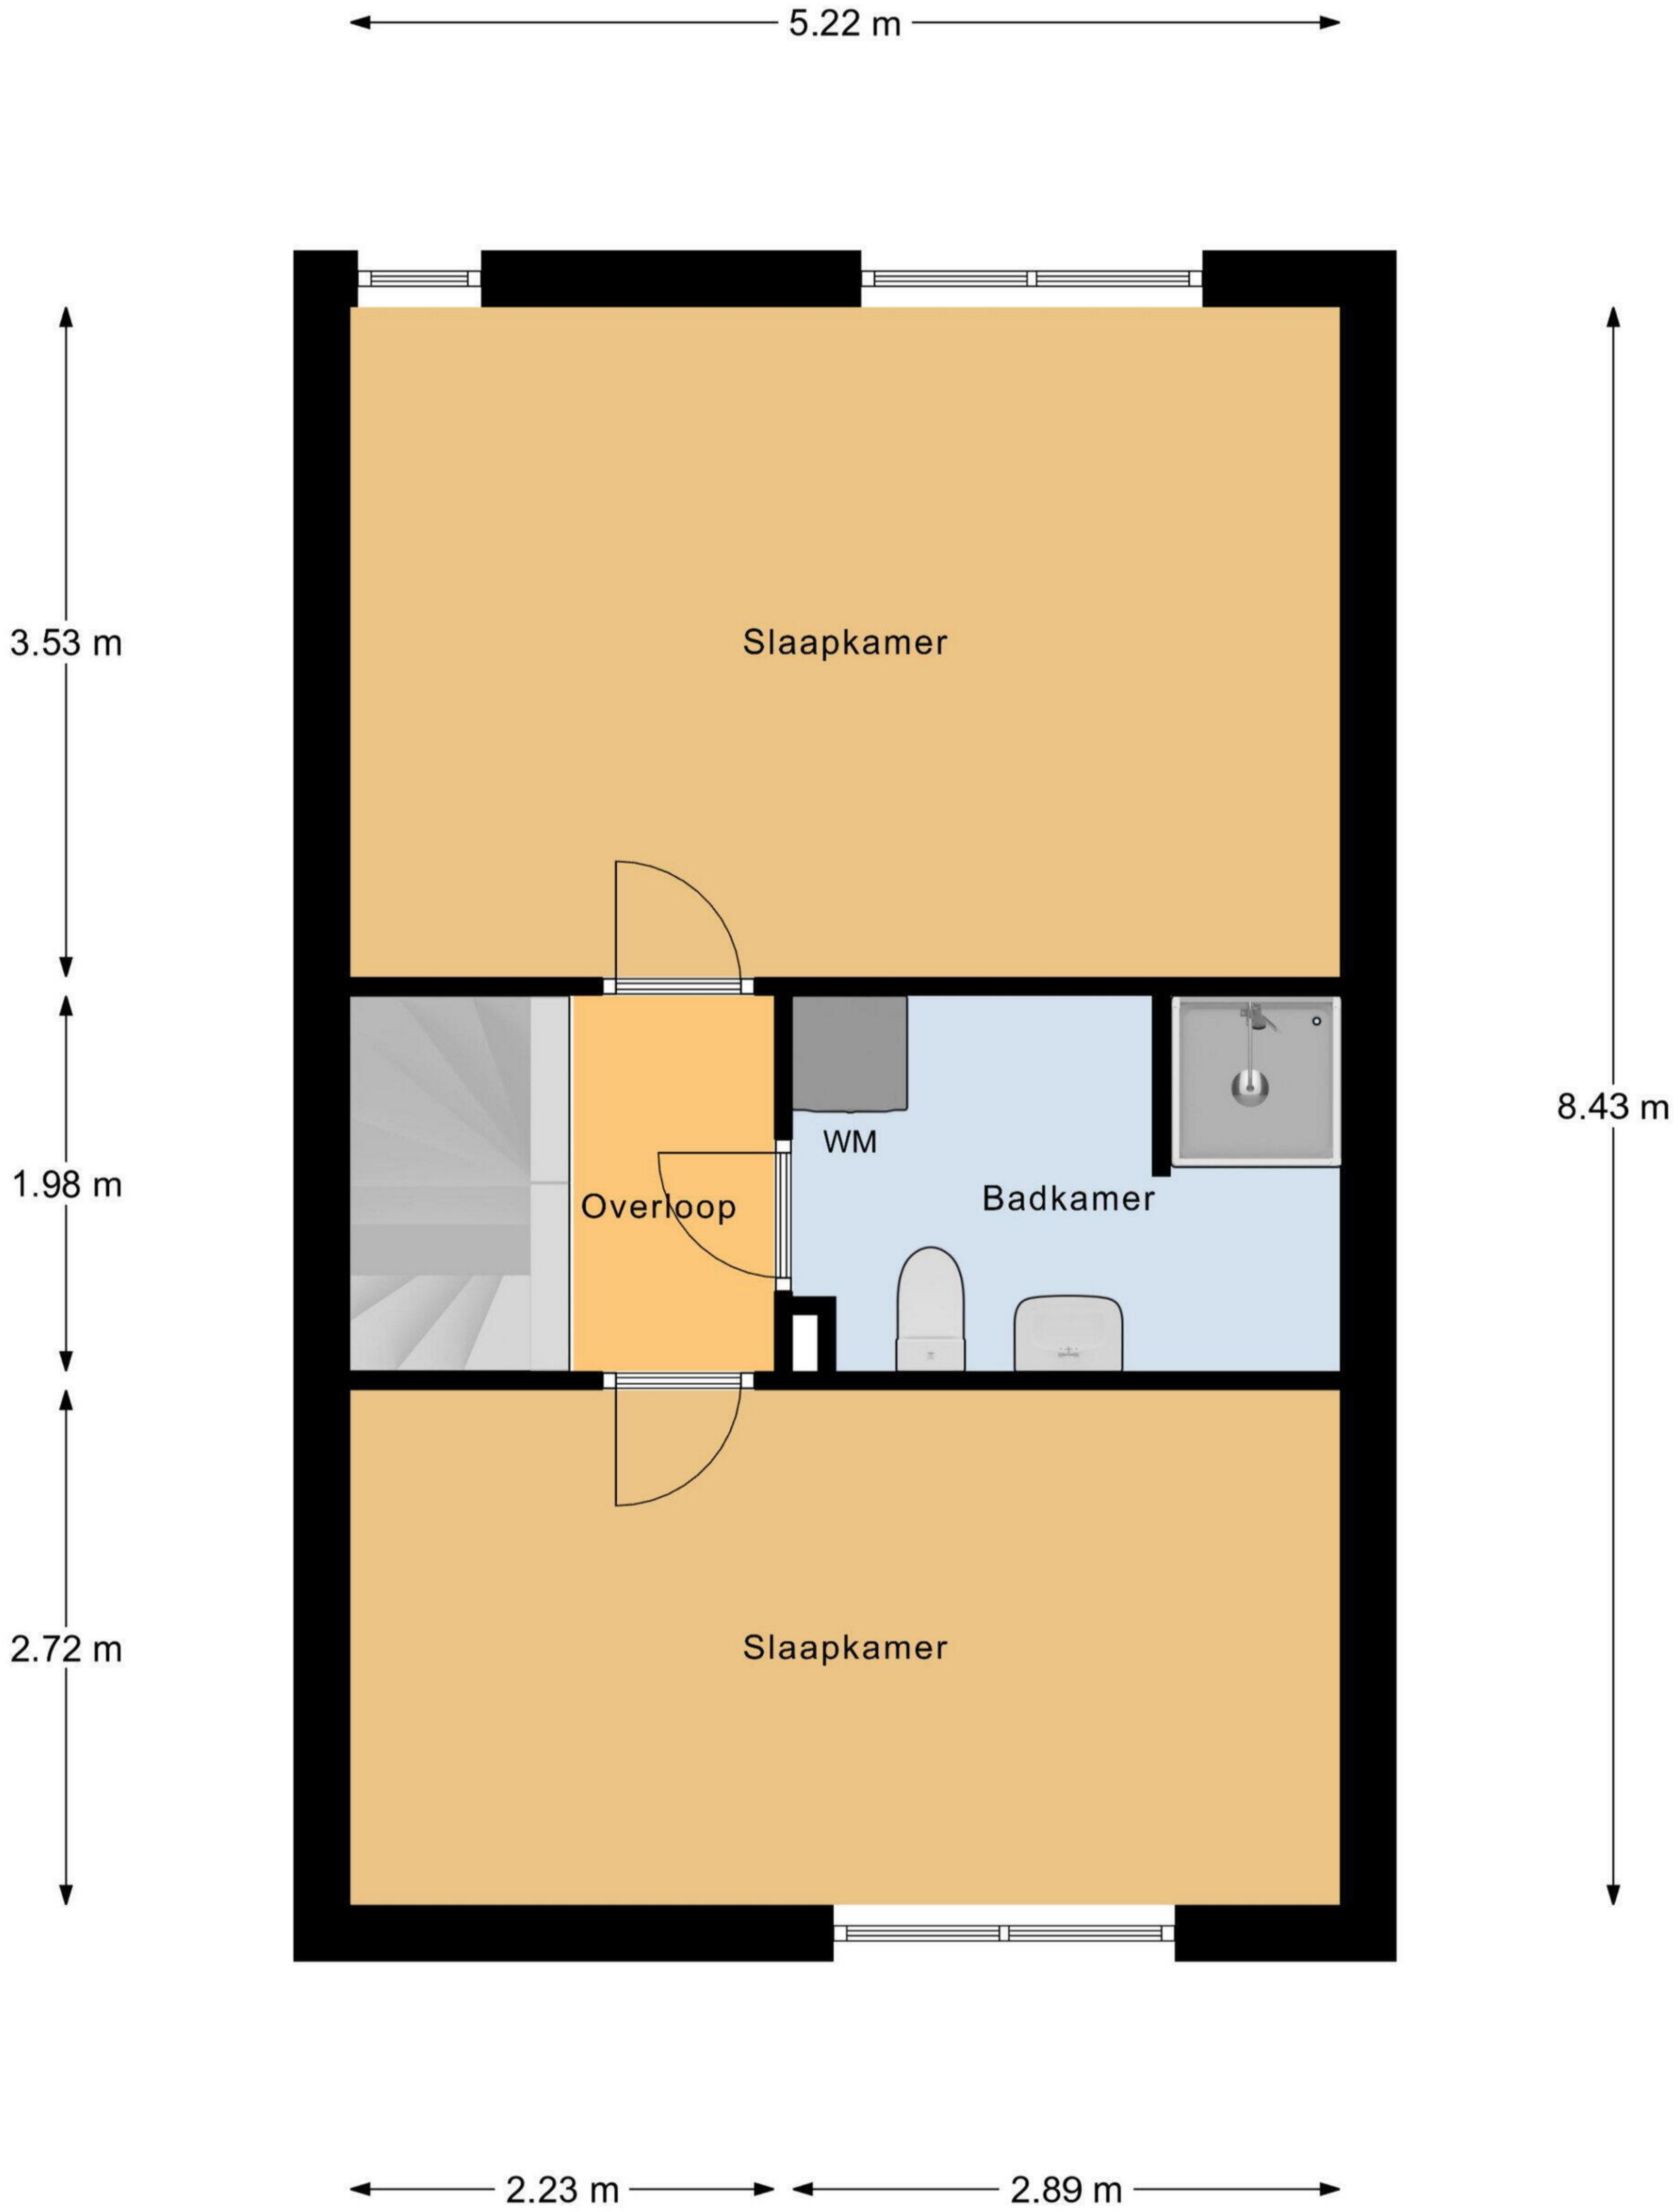 5.22 m
3.53 m
Slaapkamer
8.43 m
WM
1.98 m
Badkamer
Overloop
2.72 m
Slaapkamer
2.23 m
2.89 m